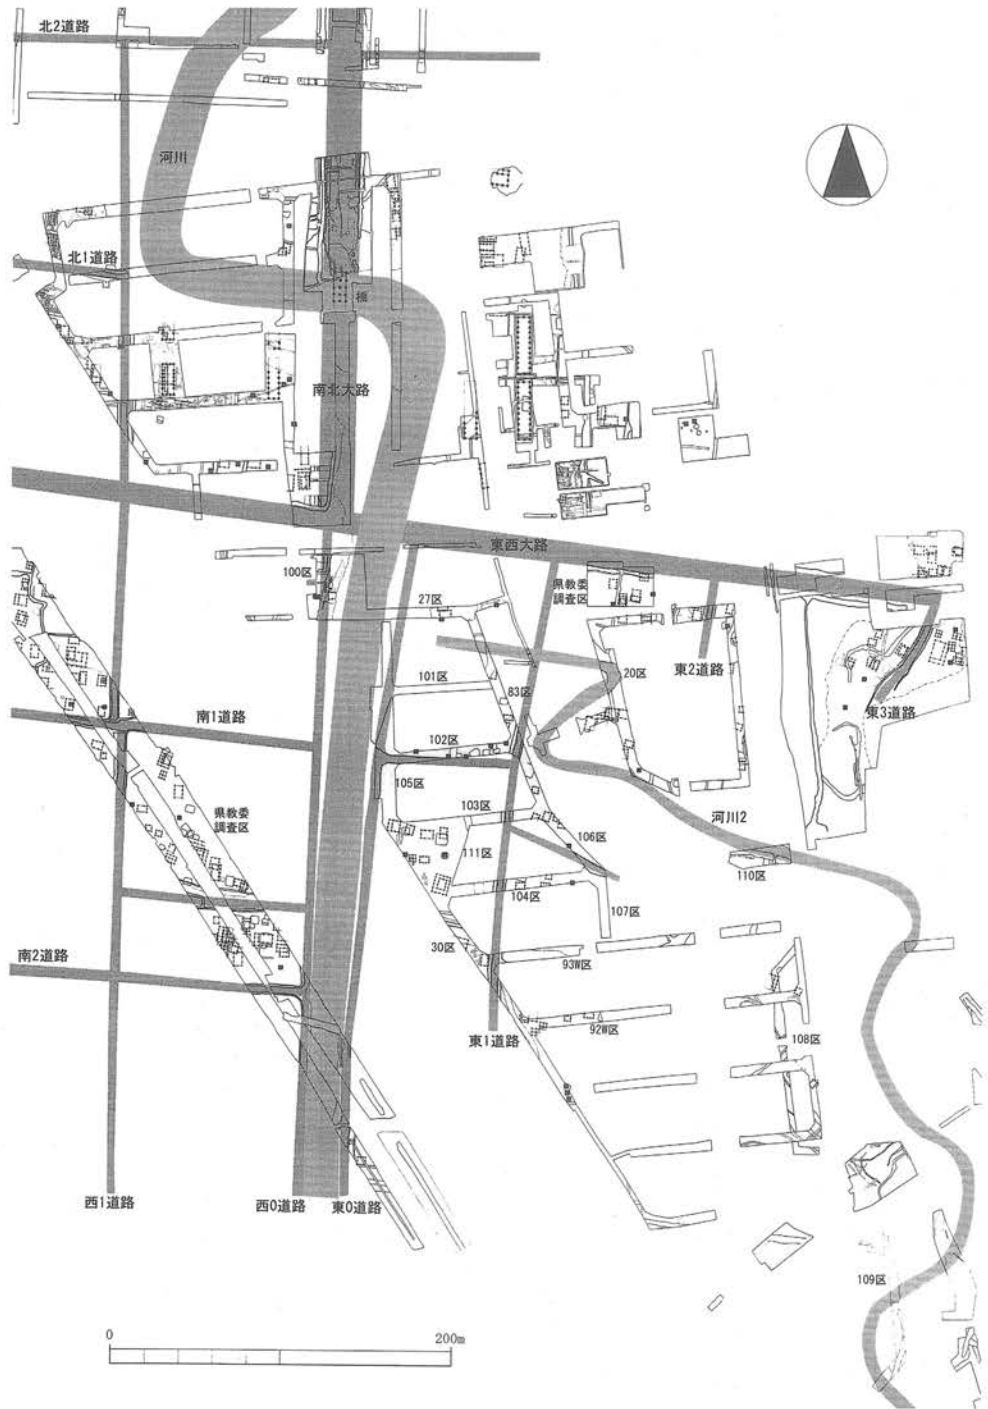 北2道路
河川
北1道路
橋
南北大路
東西大路
100区
県教委
調査区
27区
20区
東2道路
101区
83区
南1道路
東3道路
102区
105区
河川2
103区
県教委
調査区
106区
111区
110区
104区
107区
30区
南2道路
93W区
東1道路
92W区
108区
西1道路
西0道路
東0道路
109区
0
200m